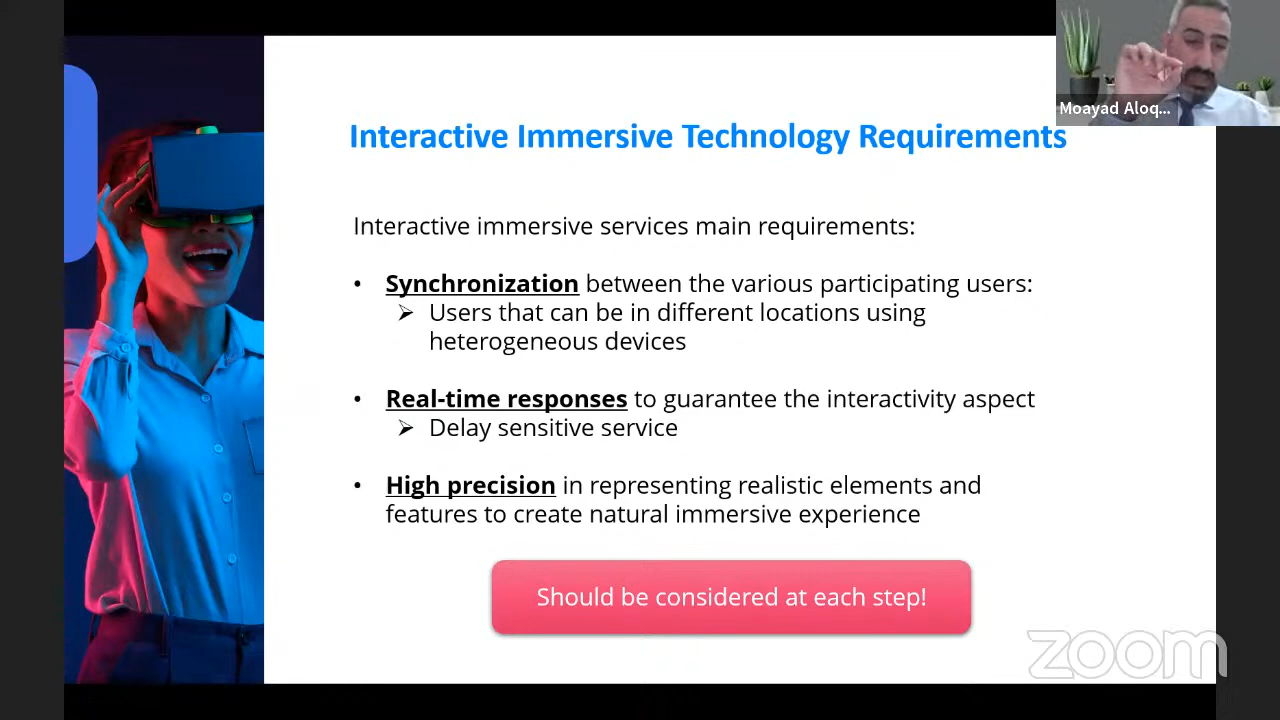 Moayad Aloq...
Interactive Immersive Technology Requirements
Interactive immersive services main requirements:
• Synchronization between the various participating users:
➢ Users that can be in different locations using
heterogeneous devices
• Real-time responses to guarantee the interactivity aspect
➢ Delay sensitive service
• High precision in representing realistic elements and
features to create natural immersive experience
Should be considered at each step!
zoom